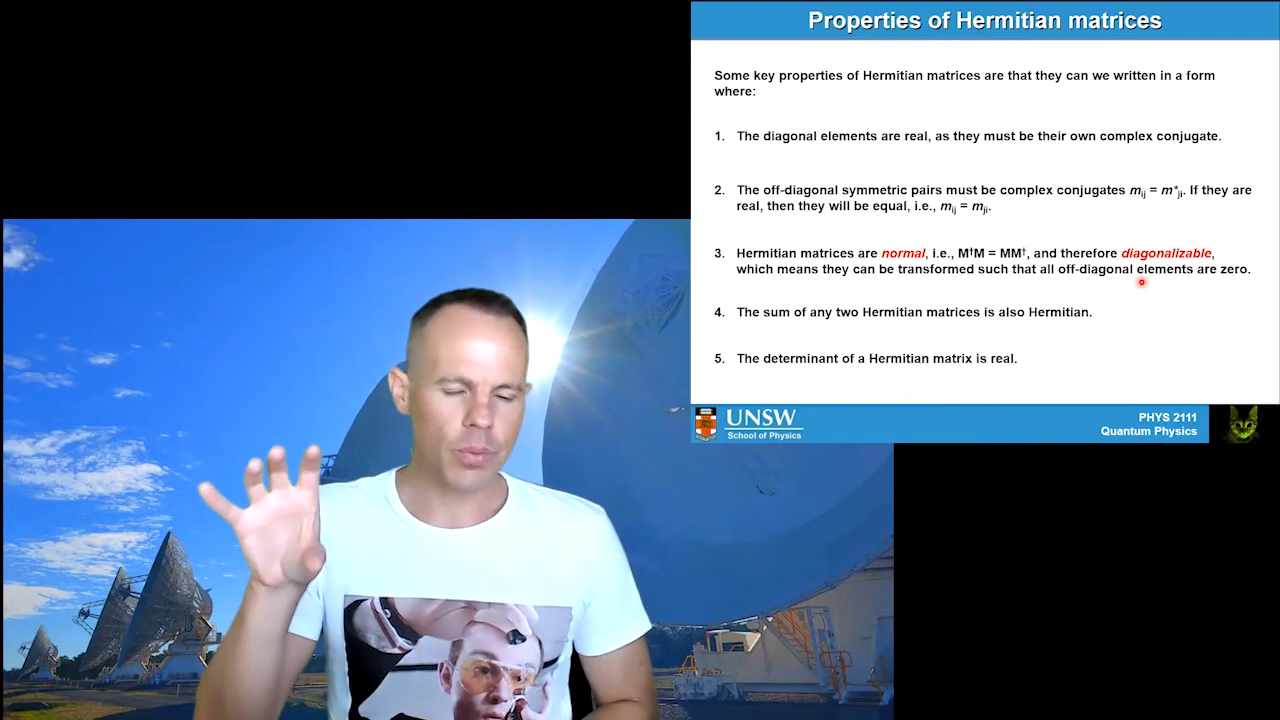 Properties of Hermitian matrices
Some key properties of Hermitian matrices are that they can we written in a form
where:
1. The diagonal elements are real, as they must be their own complex conjugate.
2. The off-diagonal symmetric pairs must be complex conjugates mij = m*ji. If they are
real, then they will be equal, i.e., mij = mji.
3. Hermitian matrices are normal, i.e., M†M = MM†, and therefore diagonalizable,
which means they can be transformed such that all off-diagonal elements are zero.
4. The sum of any two Hermitian matrices is also Hermitian.
5. The determinant of a Hermitian matrix is real.
UNSW
School of Physics
PHYS 2111
Quantum Physics